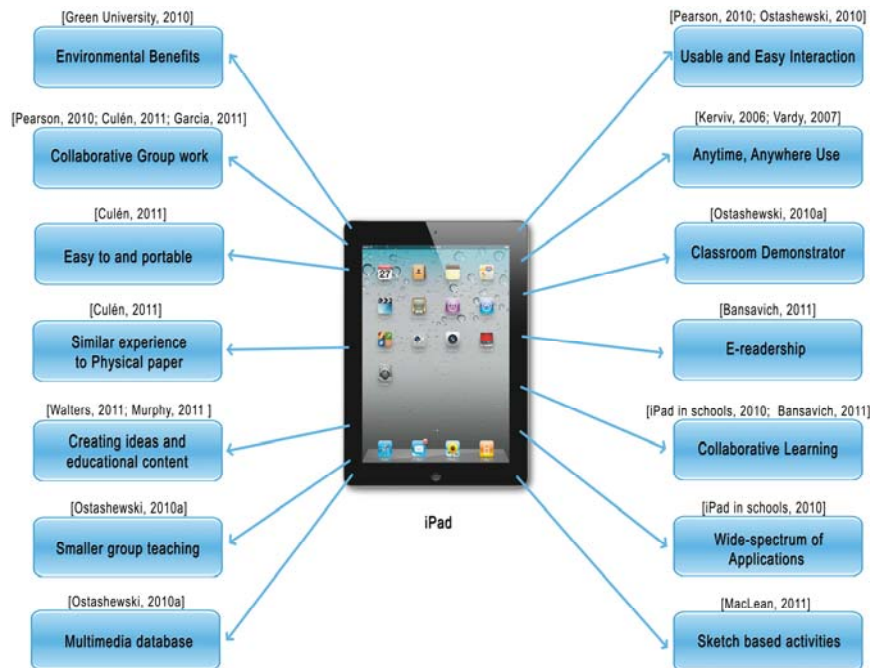 [Green University, 2010]
Environmental Benefits
[Pearson, 2010; Culén, 2011; Garcia, 2011]
Collaborative Group work
[Culén, 2011]
Easy to and portable
[Culén, 2011]
Similar experience
to Physical paper
[Walters, 2011; Murphy, 2011 ]
Creating ideas and
educational content
[Ostashewski, 2010a]
Smaller group teaching
[Ostashewski, 2010a]
Multimedia database
27
iPad
[Pearson, 2010; Ostashewski, 2010]
Usable and Easy Interaction
[Kerviv, 2006; Vardy, 2007]
Anytime, Anywhere Use
[Ostashewski, 2010a]
Classroom Demonstrator
[Bansavich, 2011]
E-readership
[iPad in schools, 2010;  Bansavich, 2011]
Collaborative Learning
[iPad in schools, 2010]
Wide-spectrum of
Applications
[MacLean, 2011]
Sketch based activities